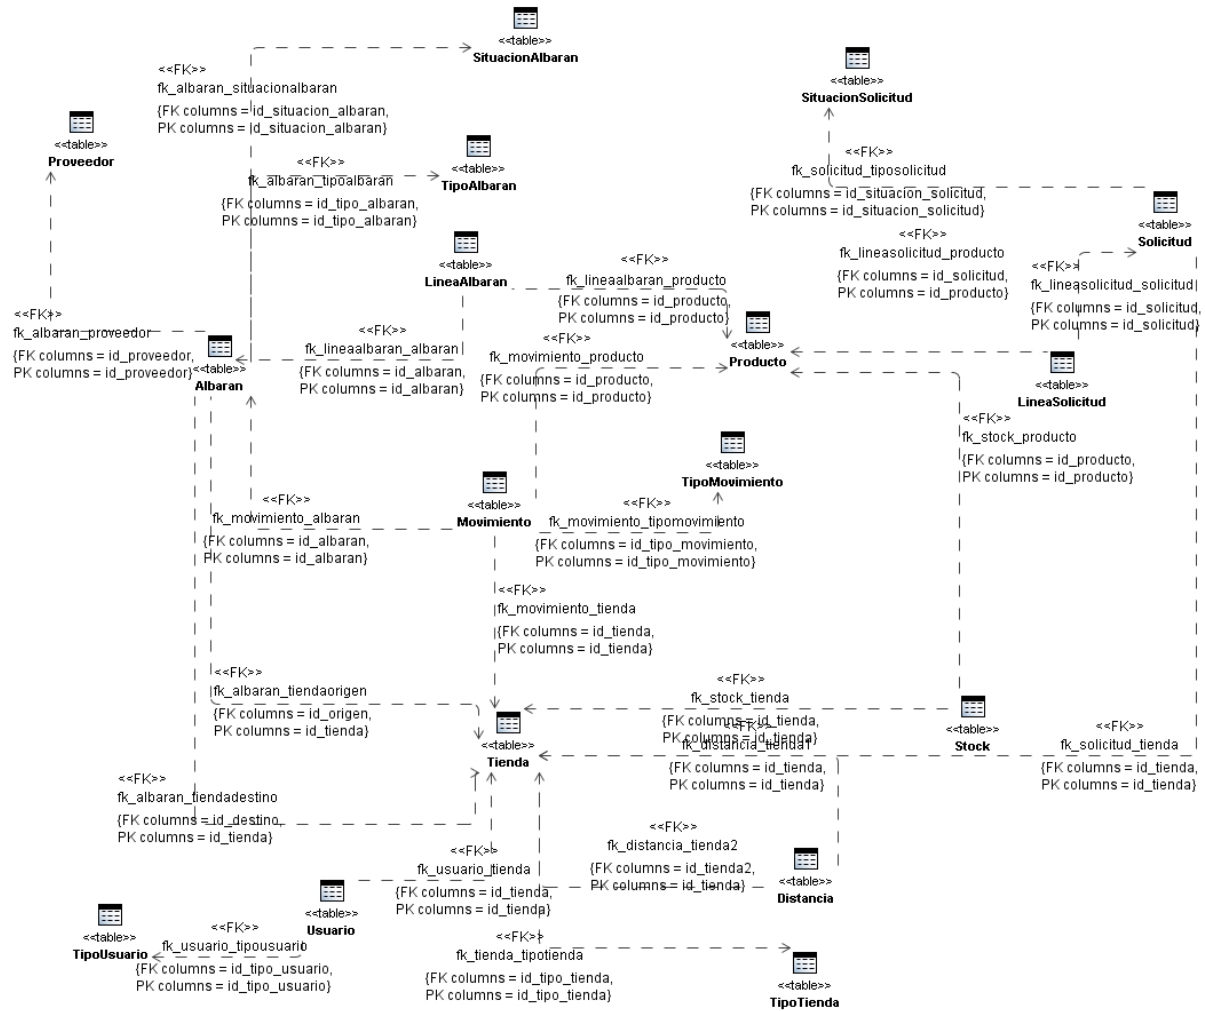 <<table>>
SituacionAlbaran
<<FK>>
fk_albaran_situacionalbaran
{FK columns = id_situacion_albaran,
PK columns = id_situacion_albaran}
<<table>>
SituacionSolicitud
<<table>>
Proveedor
<<table>>
TipoAlbaran
<<FK>>
fk_albaran_tipoalbaran
{FK columns = id_tipo_albaran,
PK columns = id_tipo_albaran}
<<FK>>
fk_solicitud_tiposolicitud
{FK columns = id_situacion_solicitud,
PK columns = id_situacion_solicitud}
<<table>>
Solicitud
<<FK>>
fk_lineasolicitud_producto
{FK columns = id_solicitud,
PK columns = id_producto}
<<FK>>
fk_lineasolicitud_solicitud
{FK columns = id_solicitud,
PK columns = id_solicitud}
<<table>>
LineaAlbaran
<<FK>>
fk_lineaalbaran_producto
{FK columns = id_producto,
PK columns = id_producto}
<<FK>>
fk_albaran_proveedor
{FK columns = id_proveedor,
PK columns = id_proveedor}
<<table>>
Albaran
<<FK>>
fk_lineaalbaran_albaran
{FK columns = id_albaran,
PK columns = id_albaran}
<<FK>>
fk_movimiento_producto
{FK columns = id_producto,
PK columns = id_producto}
<<table>>
Producto
<<table>>
LineaSolicitud
<<FK>>
fk_stock_producto
{FK columns = id_producto,
PK columns = id_producto}
<<table>>
TipoMovimiento
<<table>>
Movimiento
<<FK>>
fk_movimiento_albaran
{FK columns = id_albaran,
PK columns = id_albaran}
<<FK>>
fk_movimiento_tipomovimiento
{FK columns = id_tipo_movimiento,
PK columns = id_tipo_movimiento}
<<FK>>
fk_movimiento_tienda
{FK columns = id_tienda,
PK columns = id_tienda}
<<FK>>
fk_albaran_tiendaorigen
{FK columns = id_origen,
PK columns = id_tienda}
<<FK>>
fk_stock_tienda
{FK columns = id_tienda,
PK columns = id_tienda}
<<table>>
Tienda
<<table>>
Stock
<<FK>>
fk_distancia_tienda1
{FK columns = id_tienda,
PK columns = id_tienda}
<<FK>>
fk_solicitud_tienda
{FK columns = id_tienda,
PK columns = id_tienda}
<<FK>>
fk_albaran_tiendadestino
{FK columns = id_destino,
PK columns = id_tienda}
<<FK>>
fk_usuario_tienda
{FK columns = id_tienda,
PK columns = id_tienda}
<<FK>>
fk_distancia_tienda2
{FK columns = id_tienda2,
PK columns = id_tienda}
<<table>>
Distancia
<<table>>
Usuario
<<table>>
TipoUsuario
<<FK>>
fk_usuario_tipousuario
{FK columns = id_tipo_usuario,
PK columns = id_tipo_usuario}
<<FK>>
fk_tienda_tipotienda
{FK columns = id_tipo_tienda,
PK columns = id_tipo_tienda}
<<table>>
TipoTienda